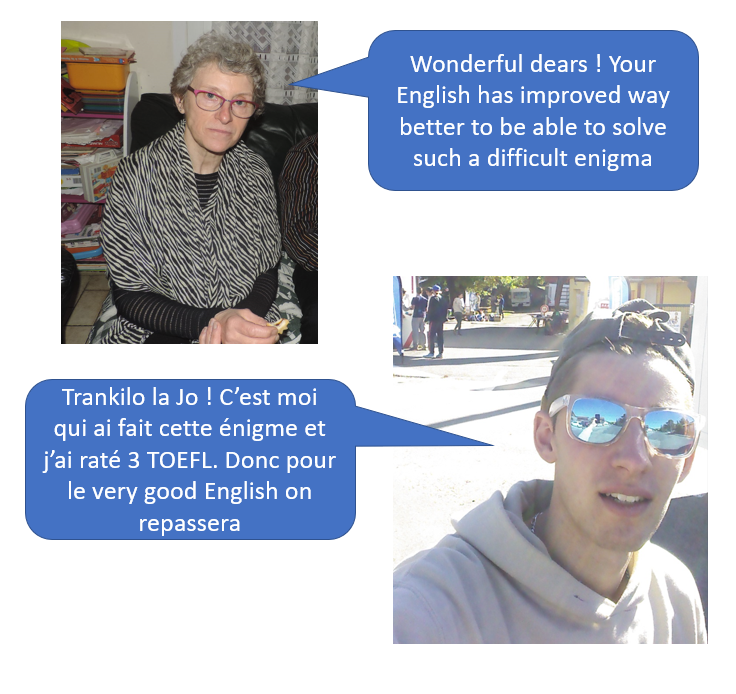 Wonderful dears ! Your
English has improved way
better to be able to solve
such a difficult enigma
Trankilo la Jo ! C’est moi
qui ai fait cette énigme et
j’ai raté 3 TOEFL. Donc pour
le very good English on
repassera